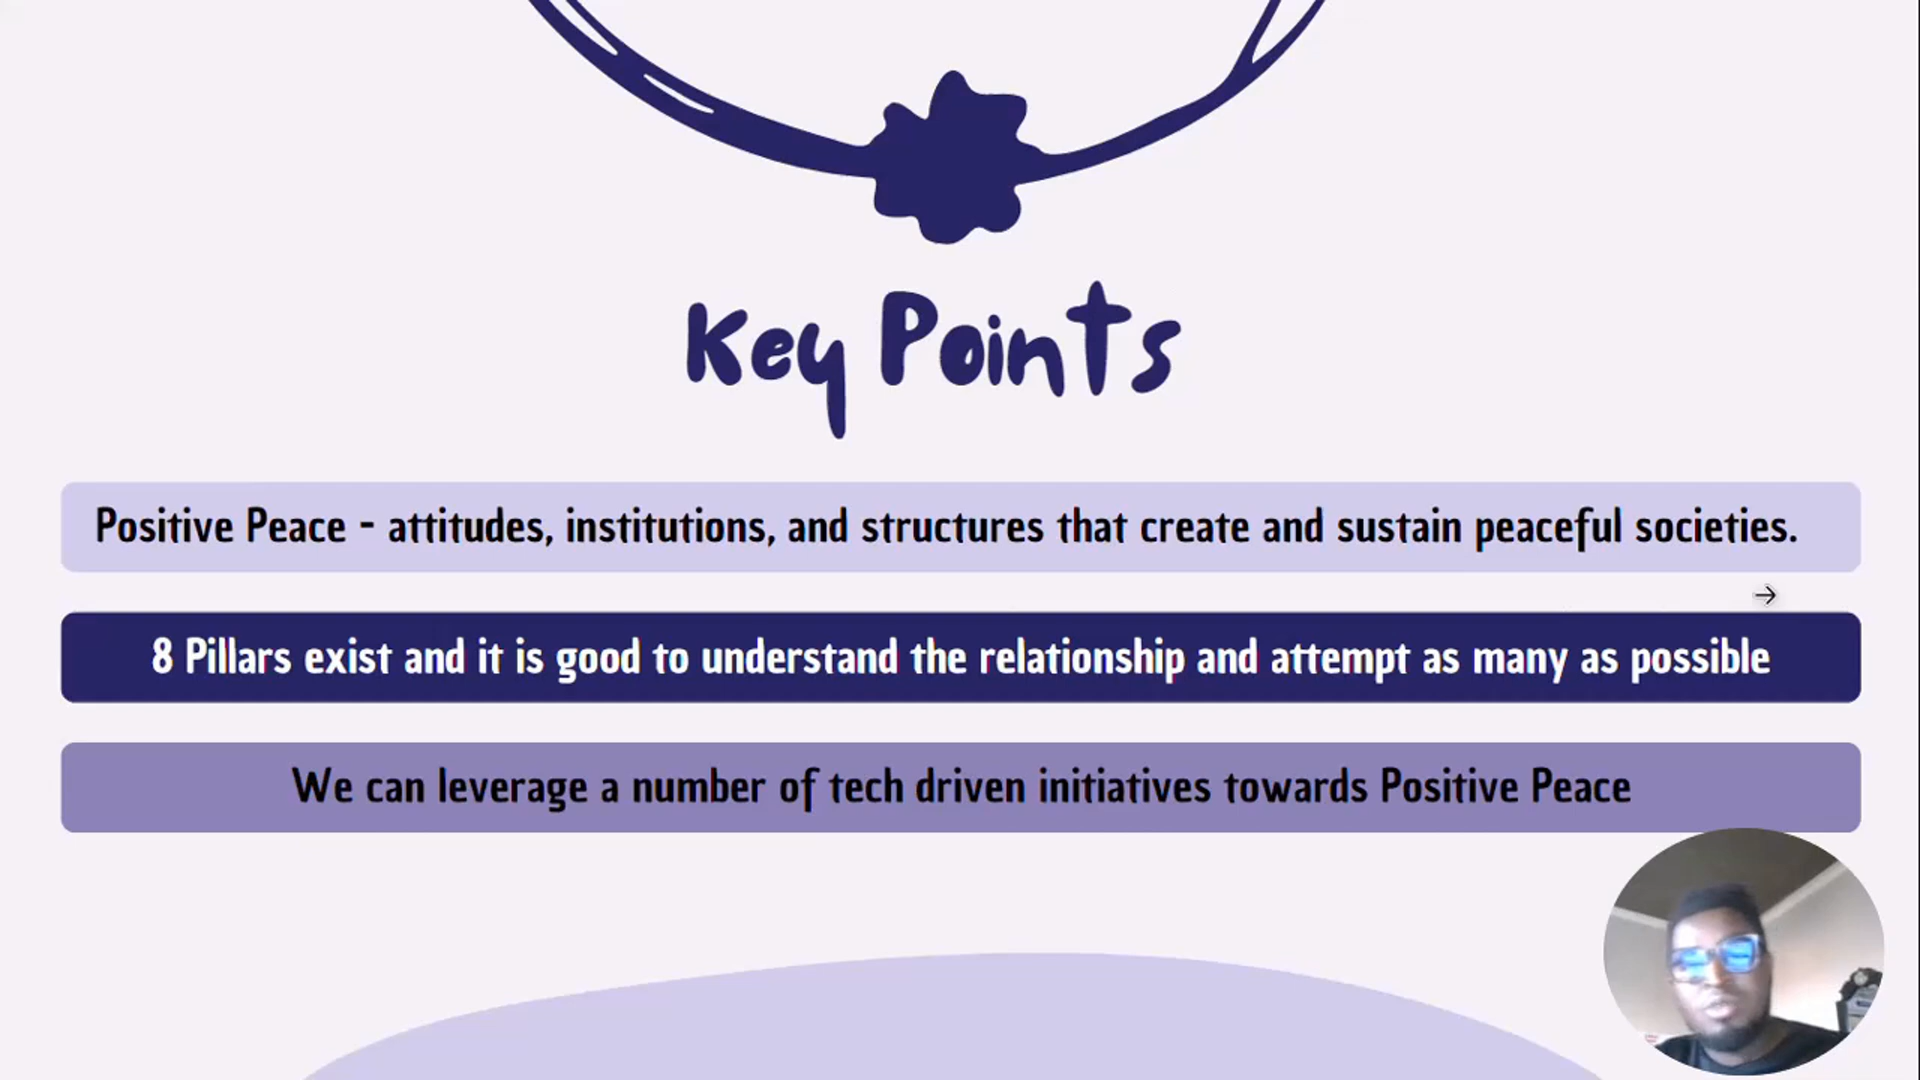 Key Points
Positive Peace - attitudes, institutions, and structures that create and sustain peaceful societies.
8 Pillars exist and it is good to understand the relationship and attempt as many as possible
We can leverage a number of tech driven initiatives towards Positive Peace